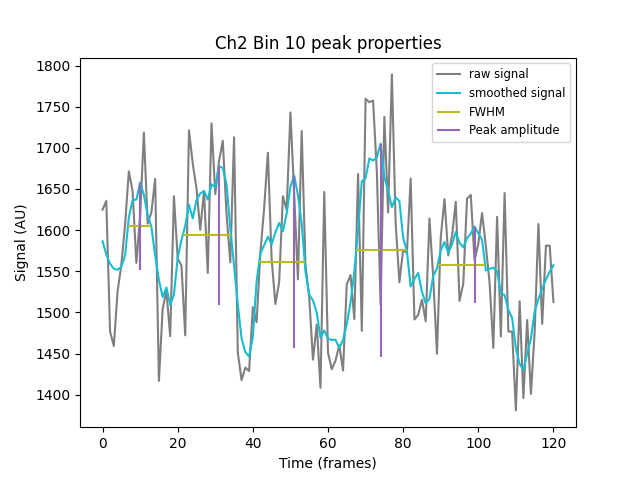 Ch2 Bin 10 peak properties
raw signal
smoothed signal
FWHM
Peak amplitude
Signal (AU)
1800
1750
1700
1650
1600
1550
1500
1450
1400
0 20 40 60 80 100 120
Time (frames)